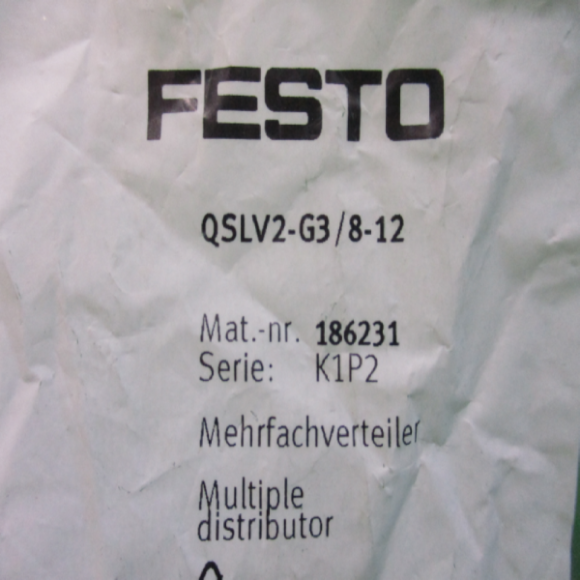 FESTO
QSLV2-G3/8-12
Mat.-nr. 186231
Serie: K1P2
Mehrfachverteiler
Multiple
distributor